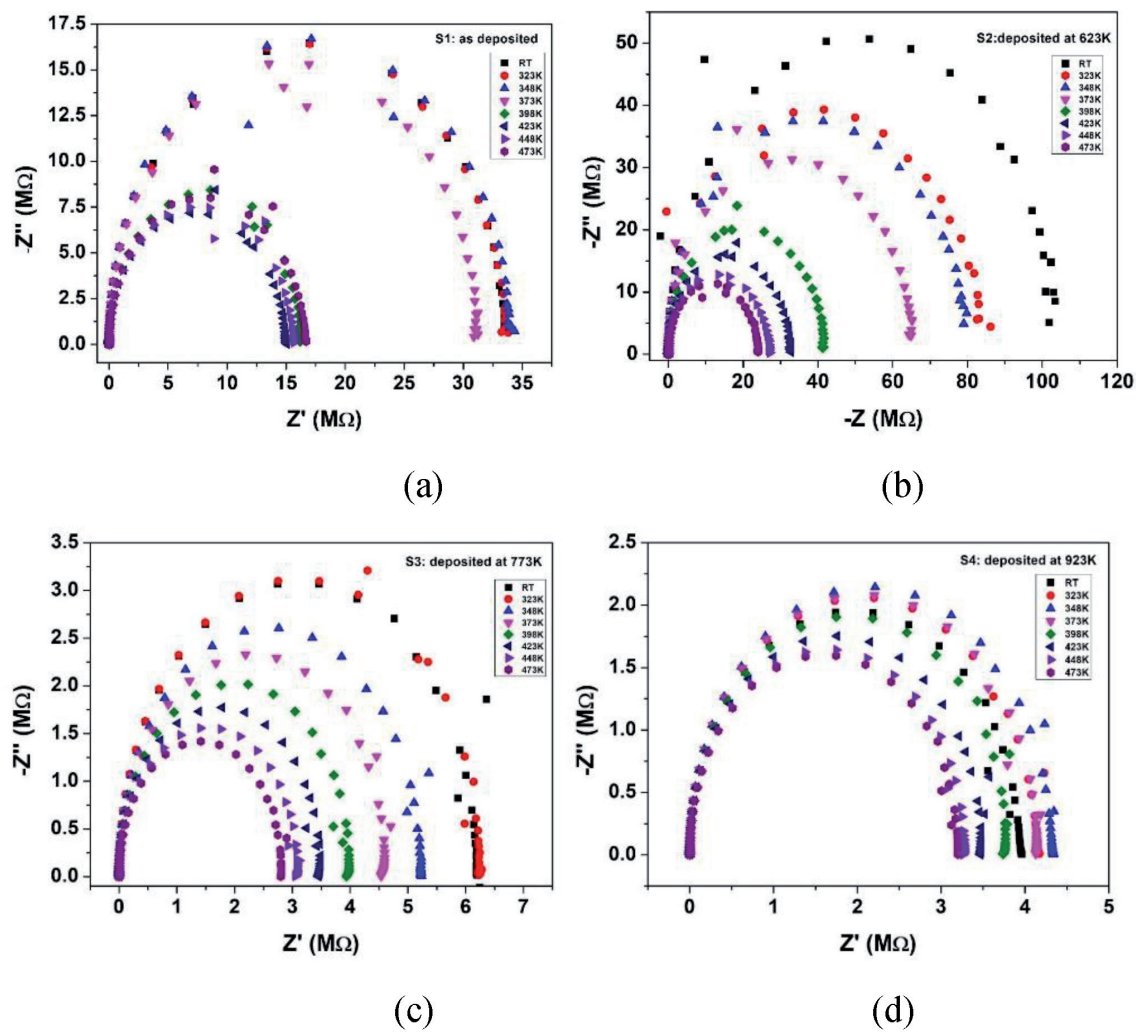 S1: as deposited
RT
323K
348K
373K
398K
423K
448K
473K
17.5
15.0
12.5
10.0
7.5
5.0
2.5
0.0
-Z" (MΩ)
0 5 10 15 20 25 30 35
Z' (MΩ)
(a)
S2:deposited at 623K
RT
323K
348K
373K
398K
423K
448K
473K
50
40
30
20
10
0
-Z" (MΩ)
0 20 40 60 80 100 120
-Z (MΩ)
(b)
S3: deposited at 773K
RT
323K
348K
373K
398K
423K
448K
473K
3.5
3.0
2.5
2.0
1.5
1.0
0.5
0.0
-Z" (MΩ)
0 1 2 3 4 5 6 7
Z' (MΩ)
(c)
S4: deposited at 923K
RT
323K
348K
373K
398K
423K
448K
473K
2.5
2.0
1.5
1.0
0.5
0.0
-Z" (MΩ)
0 1 2 3 4 5
Z' (MΩ)
(d)